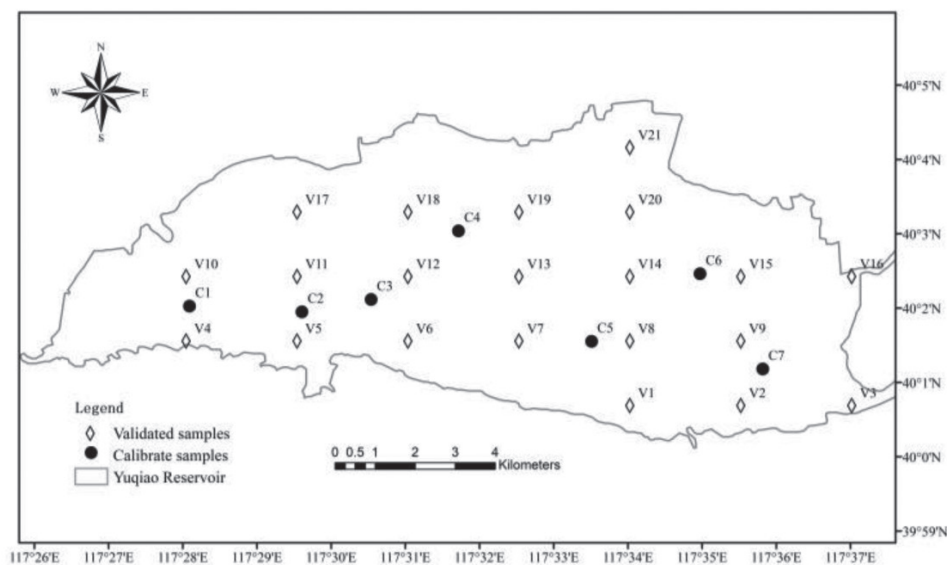 N
W E
S
40°5'N
V21
40°4'N
V17 V18 V19 V20
C4
40°3'N
V10 V11 V12 V13 V14 C6 V15 V16
C1 C2 C3
40°2'N
V4 V5 V6 V7 C5 V8 V9
C7
40°1'N
V1 V2 V3
Legend
Validated samples
Calibrate samples
Yuqiao Reservoir
0 0.5 1 2 3 4
Kilometers
40°0'N
39°59'N
117°26'E 117°27'E 117°28'E 117°29'E 117°30'E 117°31'E 117°32'E 117°33'E 117°34'E 117°35'E 117°36'E 117°37'E